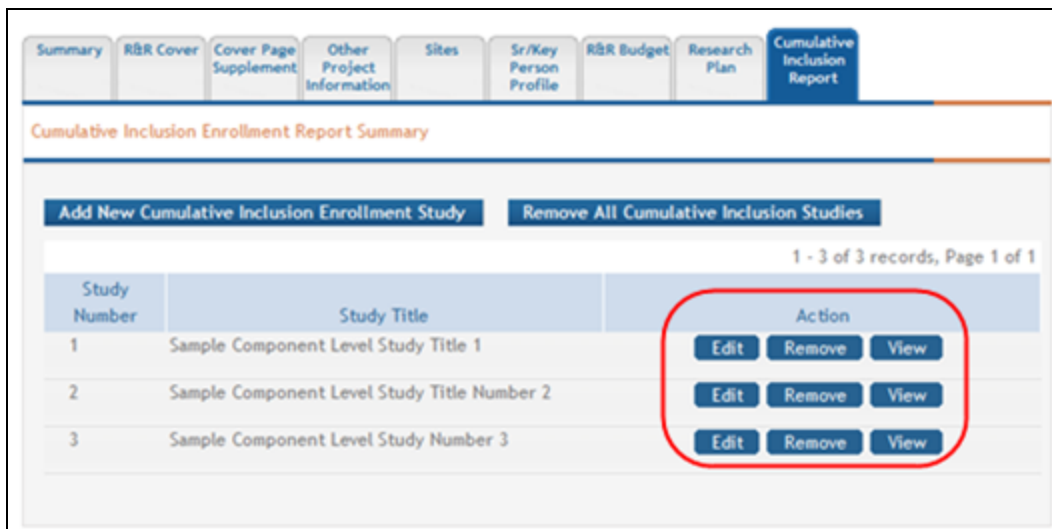 Summary
R&R Cover
Cover Page
Supplement
Other
Project
Information
Sites
Sr/Key
Person
Profile
R&R Budget
Research
Plan
Cumulative
Inclusion
Report
Cumulative Inclusion Enrollment Report Summary
Add New Cumulative Inclusion Enrollment Study
Remove All Cumulative Inclusion Studies
1 - 3 of 3 records, Page 1 of 1
Study
Number
Study Title
Action
1 Sample Component Level Study Title 1 Edit Remove View
2 Sample Component Level Study Title Number 2 Edit Remove View
3 Sample Component Level Study Number 3 Edit Remove View